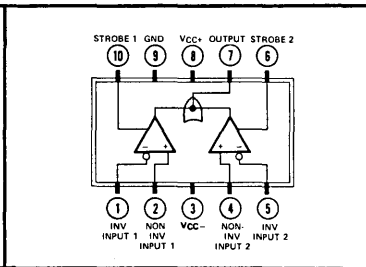 STROBE 1 GND VCC+ OUTPUT STROBE 2
10 9 8 7 6
- + + -
1 2 3 4 5
INV INPUT 1 NON INV INPUT 1 VCC- NON-INV INPUT 2 INV INPUT 2